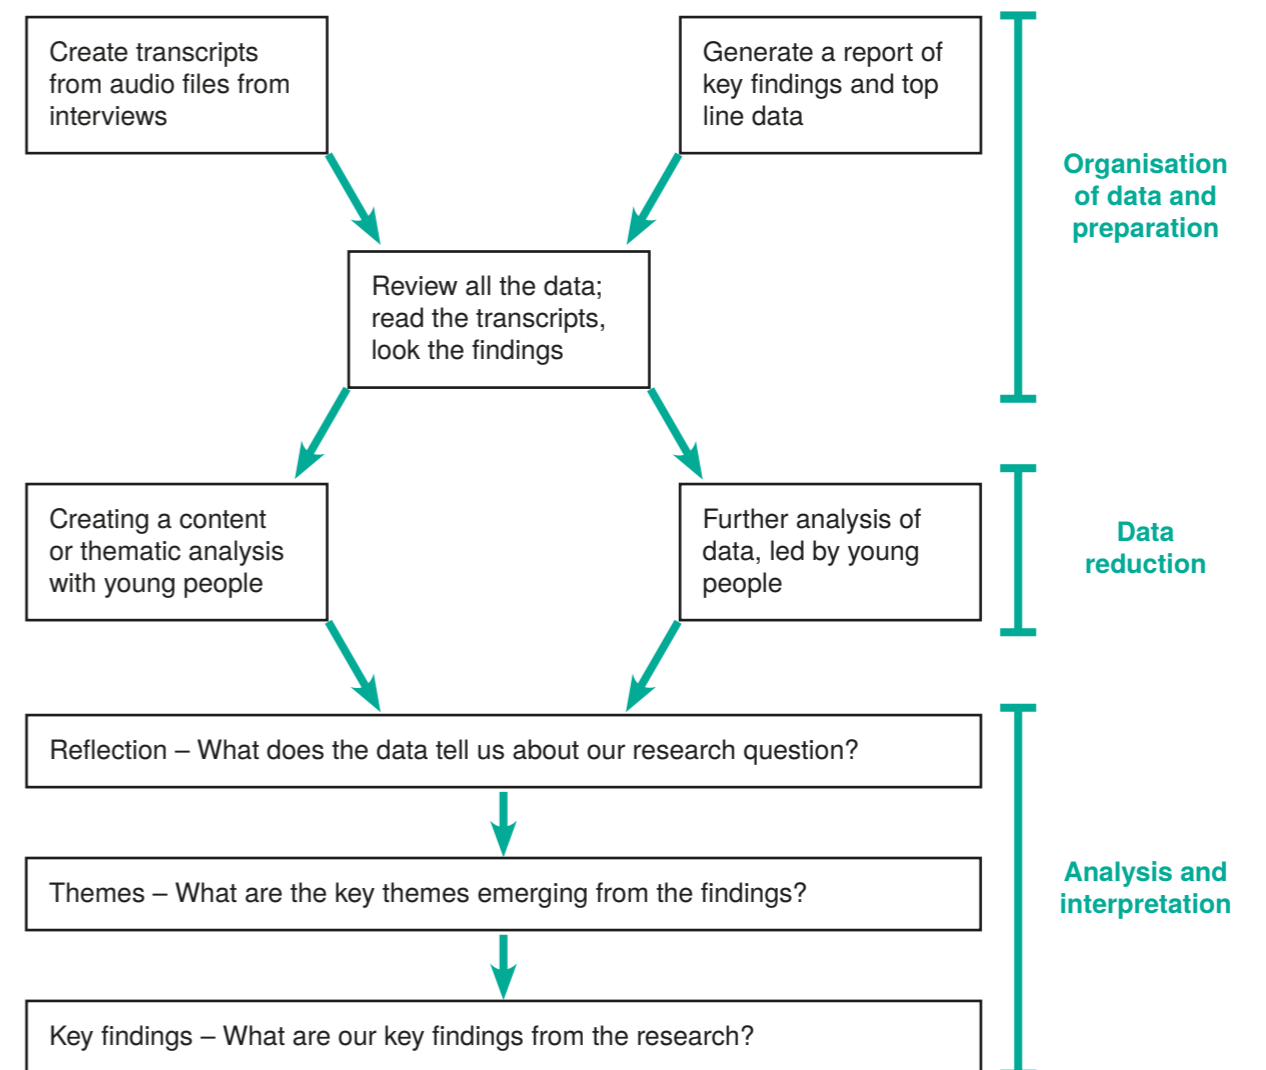 Create transcripts
from audio files from
interviews
Generate a report of
key findings and top
line data
Organisation
of data and
preparation
Review all the data;
read the transcripts,
look the findings
Creating a content
or thematic analysis
with young people
Further analysis of
data, led by young
people
Data
reduction
Reflection – What does the data tell us about our research question?
Themes – What are the key themes emerging from the findings?
Analysis and
interpretation
Key findings – What are our key findings from the research?